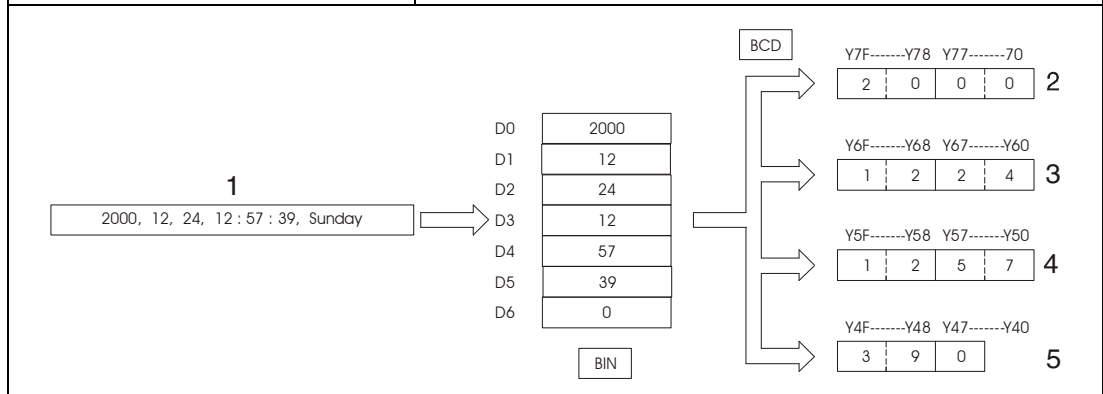 BCD
Y7F-------Y78 Y77-------70
2 0 0 0 2
D0 2000
D1 12
Y6F-------Y68 Y67-------Y60
1 2 2 4 3
1
D2 24
2000, 12, 24, 12 : 57 : 39, Sunday
D3 12
D4 57
Y5F-------Y58 Y57-------Y50
1 2 5 7 4
D5 39
D6 0
Y4F-------Y48 Y47-------Y40
3 9 0 5
BIN